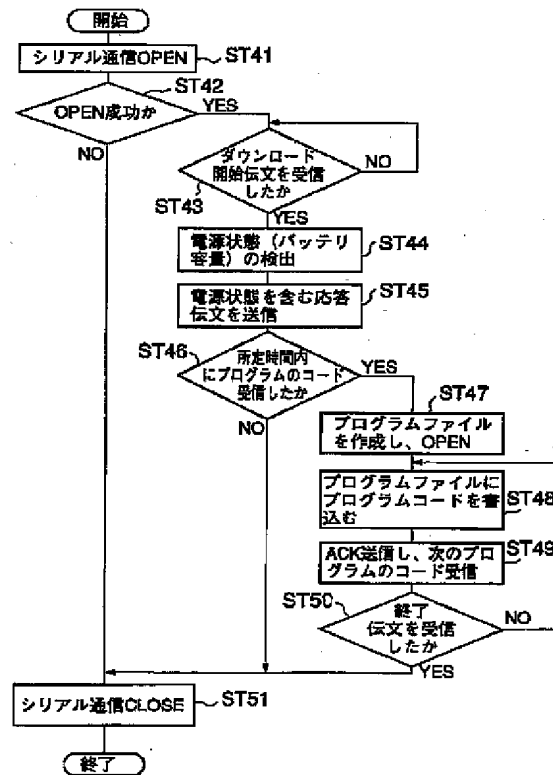 開始
シリアル通信OPEN
ST41
ST42
OPEN成功か
YES
NO
ダウンロード
開始伝文を受信
したか
NO
ST43
YES
電源状態（バッテリ
容量）の検出
ST44
電源状態を含む応答
伝文を送信
ST45
ST46
所定時間内
にプログラムのコード
受信したか
YES
NO
ST47
プログラムファイル
を作成し、OPEN
プログラムファイルに
プログラムコードを書
込む
ST48
ACK送信し、次のプロ
グラムのコード受信
ST49
ST50
終了
伝文を受信
したか
NO
YES
シリアル通信CLOSE
ST51
終了